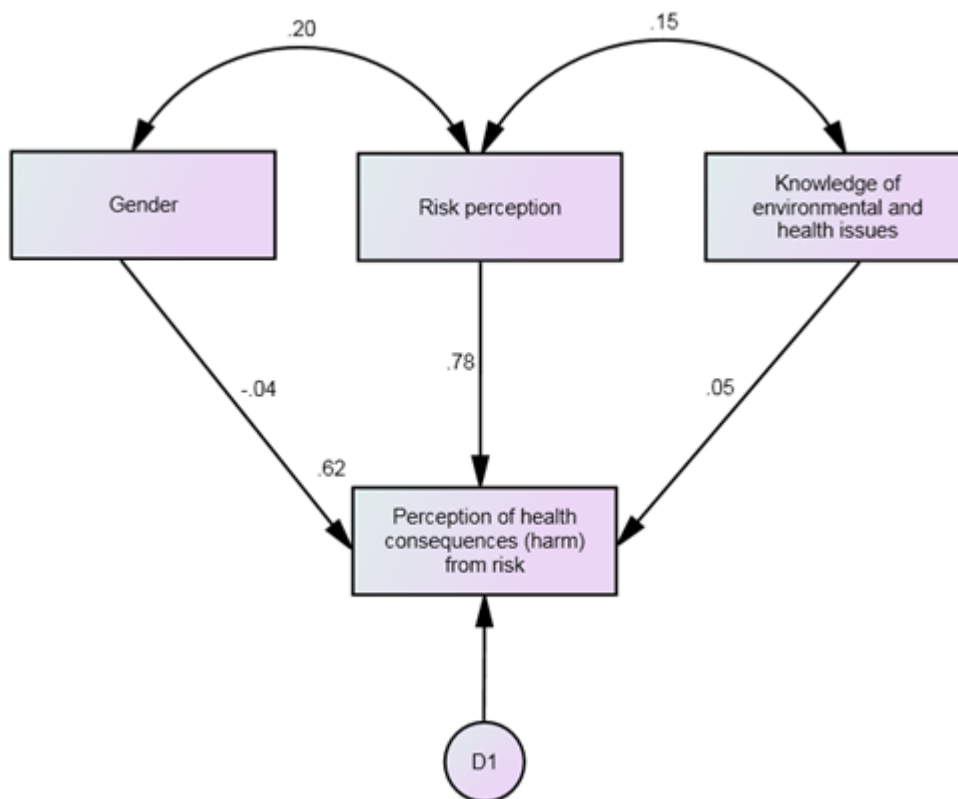 .20
.15
Gender
Risk perception
Knowledge of
environmental and
health issues
-.04
.78
.05
.62
Perception of health
consequences (harm)
from risk
D1